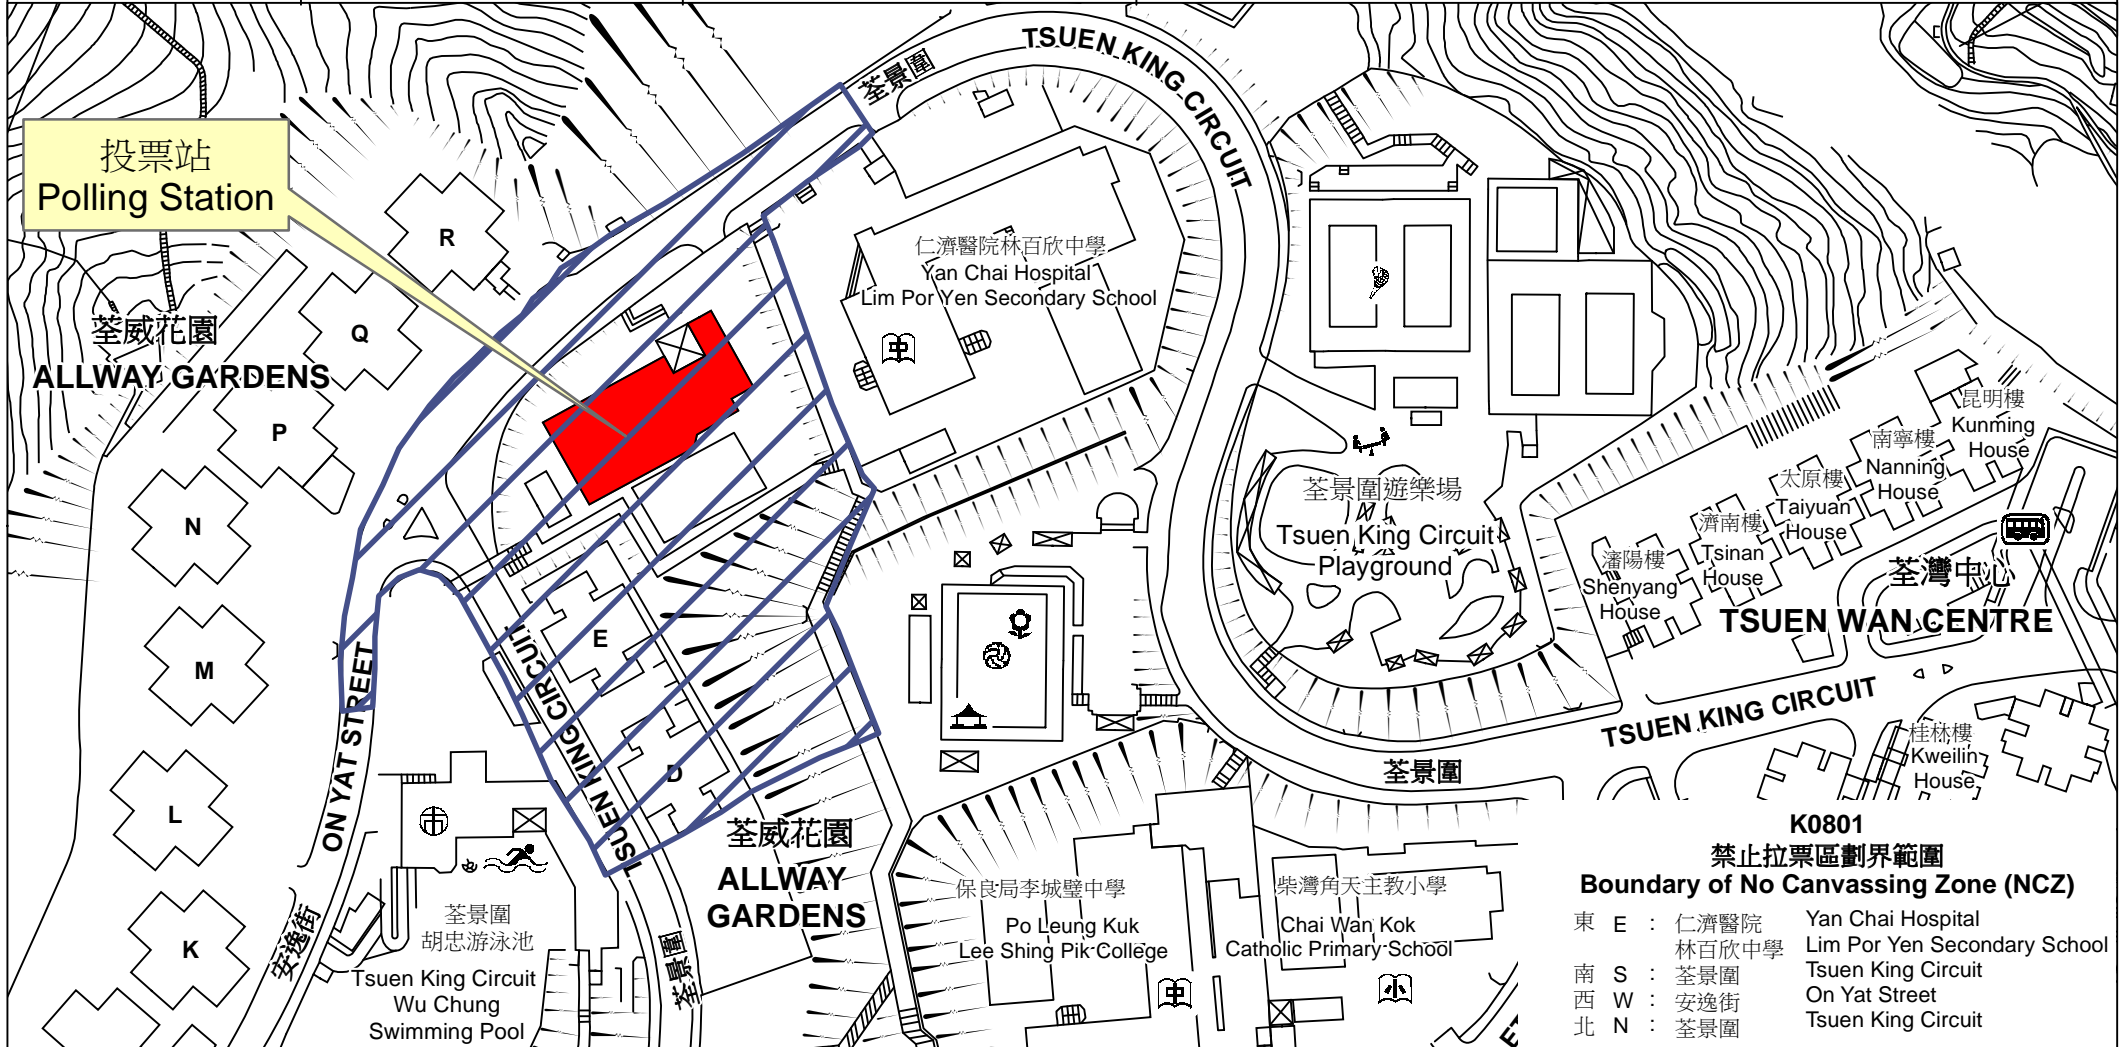 投票站
Polling Station
荃景圍
TSUEN KING CIRCUIT
R
Q
荃威花園
ALLWAY GARDENS
P
N
M
L
K
仁濟醫院林百欣中學
Yan Chai Hospital
Lim Por Yen Secondary School
中
荃景圍遊樂場
Tsuen King Circuit
Playground
昆明樓
Kunming
House
南寧樓
Nanning
House
太原樓
Taiyuan
House
濟南樓
Tsinan
House
瀋陽樓
Shenyang
House
荃灣中心
TSUEN WAN CENTRE
TSUEN KING CIRCUIT
荃景圍
桂林樓
Kweilin
House
E
D
TSUEN KING CIRCUIT
TSUEN KING CIRCUIT
荃景圍
ON YAT STREET
安逸街
市
荃景圍
胡忠游泳池
Tsuen King Circuit
Wu Chung
Swimming Pool
荃威花園
ALLWAY
GARDENS
保良局李城璧中學
Po Leung Kuk
Lee Shing Pik College
中
柴灣角天主教小學
Chai Wan Kok
Catholic Primary School
小
K0801
禁止拉票區劃界範圍
Boundary of No Canvassing Zone (NCZ)
東 E : 仁濟醫院 Yan Chai Hospital
林百欣中學 Lim Por Yen Secondary School
南 S : 荃景圍 Tsuen King Circuit
西 W : 安逸街 On Yat Street
北 N : 荃景圍 Tsuen King Circuit